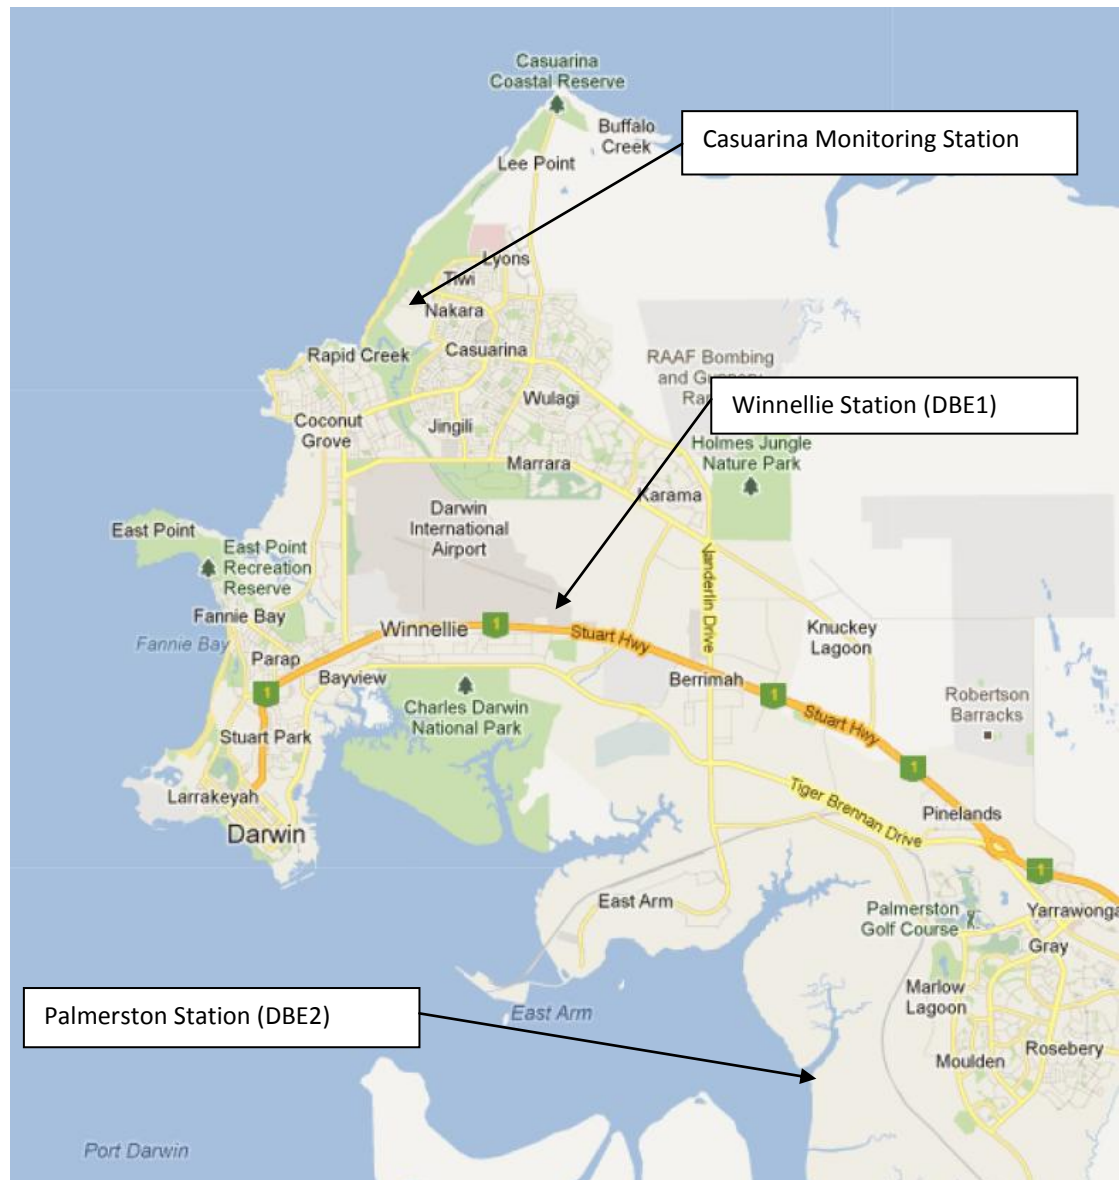 Casuarina
Coastal Reserve
Buffalo
Creek
Casuarina Monitoring Station
Lee Point
Lyons
Tiwi
Nakara
Rapid Creek
Casuarina
RAAF Bombing
and Gunnery
Winnellie Station (DBE1)
Wulagi
Coconut
Grove
Jingili
Holmes Jungle
Nature Park
Marrara
Karama
Darwin
International
Airport
East Point
East Point
Recreation
Reserve
Vanderlin Drive
Fannie Bay
Fannie Bay
Winnellie
1
Stuart Hwy
Knuckey
Lagoon
Parap
Bayview
Berrimah
1
1
Robertson
Barracks
Charles Darwin
National Park
Stuart Park
Stuart Hwy
1
Larrakeyah
Tiger Brennan Drive
Pinelands
Darwin
1
East Arm
Palmerston
Golf Course
Yarrawonga
Gray
Marlow
Lagoon
East Arm
Palmerston Station (DBE2)
Moulden
Rosebery
Port Darwin